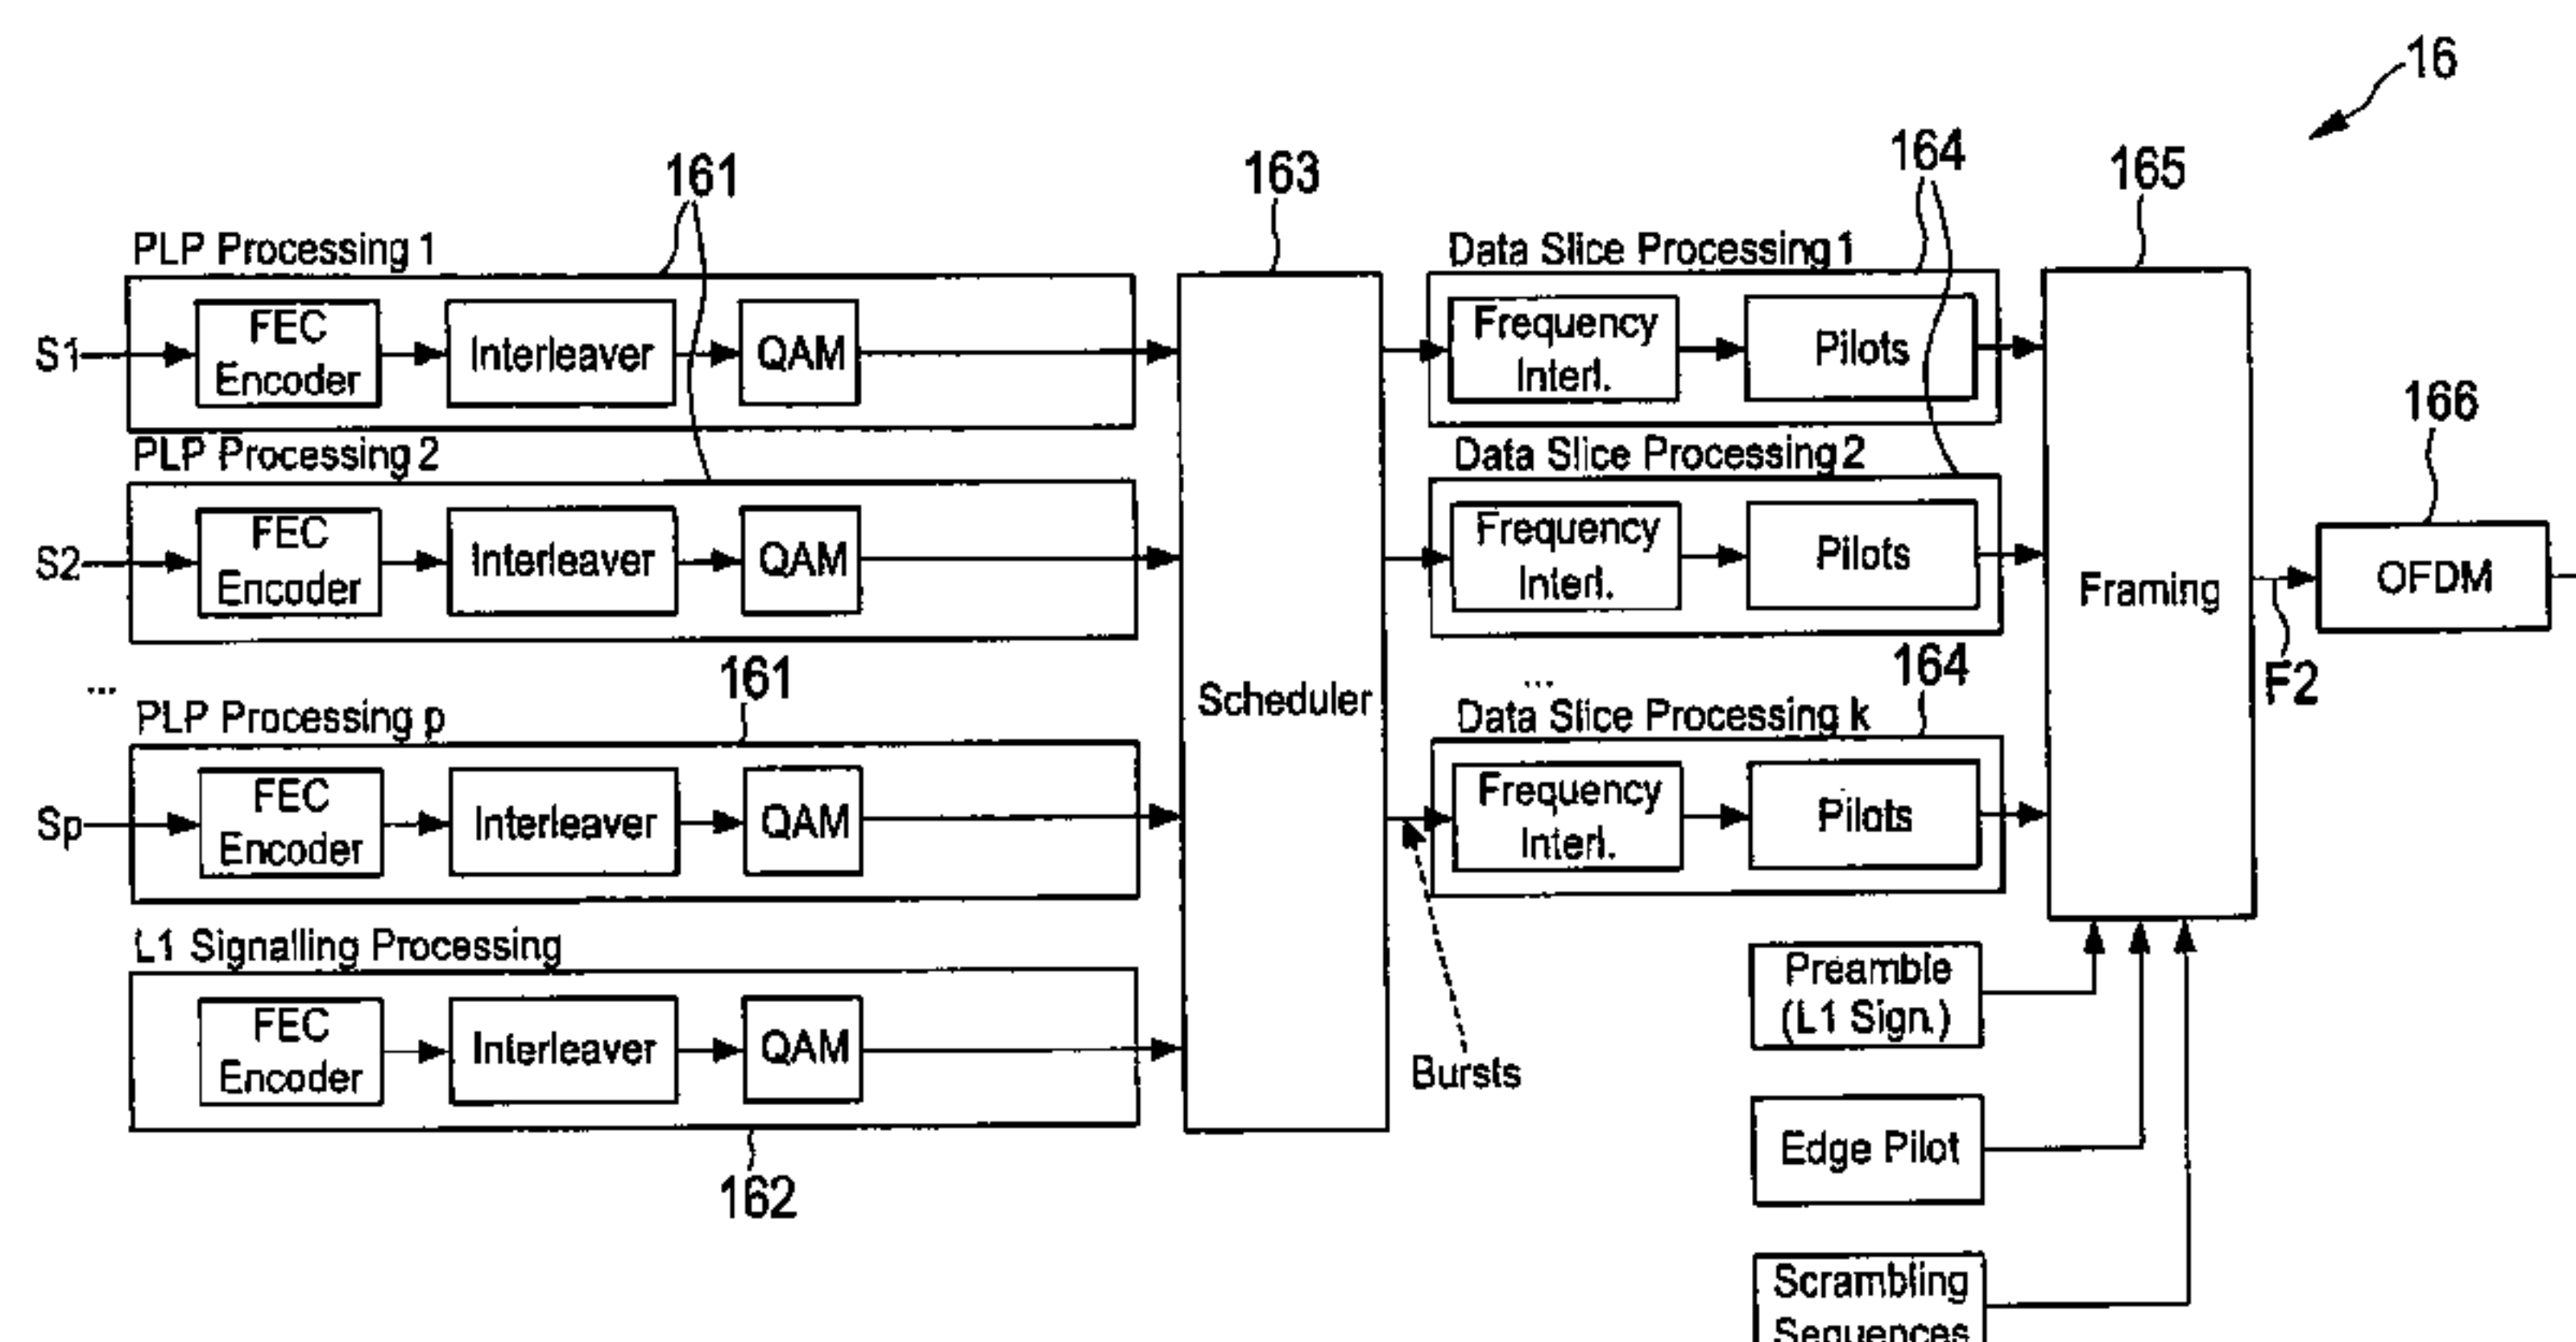 16
161
163
164
165
PLP Processing 1
Data Slice Processing 1
S1
FEC
Encoder
Interleaver
QAM
Frequency
Interl.
Pilots
166
PLP Processing 2
Data Slice Processing 2
S2
FEC
Encoder
Interleaver
QAM
Frequency
Interl.
Pilots
Framing
OFDM
F2
...
161
Scheduler
...
164
PLP Processing p
Data Slice Processing k
Sp
FEC
Encoder
Interleaver
QAM
Frequency
Interl.
Pilots
L1 Signalling Processing
FEC
Encoder
Interleaver
QAM
Bursts
Preamble
(L1 Sign.)
162
Edge Pilot
Scrambling
Sequences